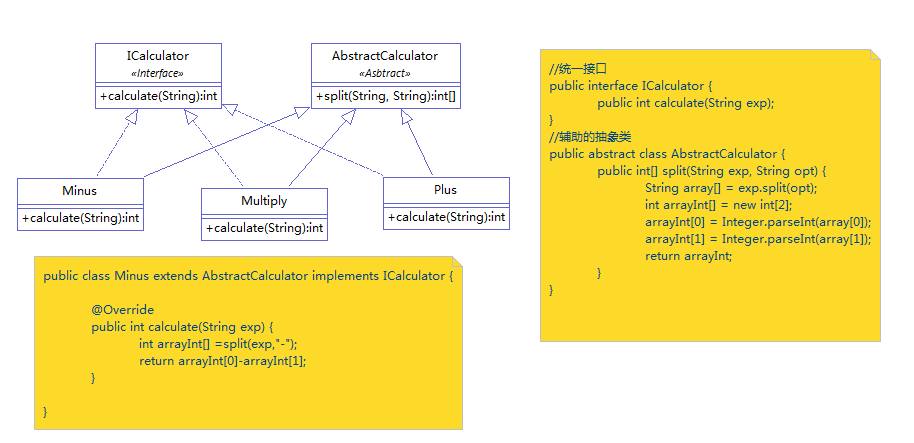 ICalculator
«Interface»
+calculate(String):int
AbstractCalculator
«Asbtract»
+split(String, String):int[]
Minus
+calculate(String):int
Multiply
+calculate(String):int
Plus
+calculate(String):int
//统一接口
public interface ICalculator {
public int calculate(String exp);
}
//辅助的抽象类
public abstract class AbstractCalculator {
public int[] split(String exp, String opt) {
String array[] = exp.split(opt);
int arrayInt[] = new int[2];
arrayInt[0] = Integer.parseInt(array[0]);
arrayInt[1] = Integer.parseInt(array[1]);
return arrayInt;
}
}
public class Minus extends AbstractCalculator implements ICalculator {
@Override
public int calculate(String exp) {
int arrayInt[] =split(exp,"-");
return arrayInt[0]-arrayInt[1];
}
}